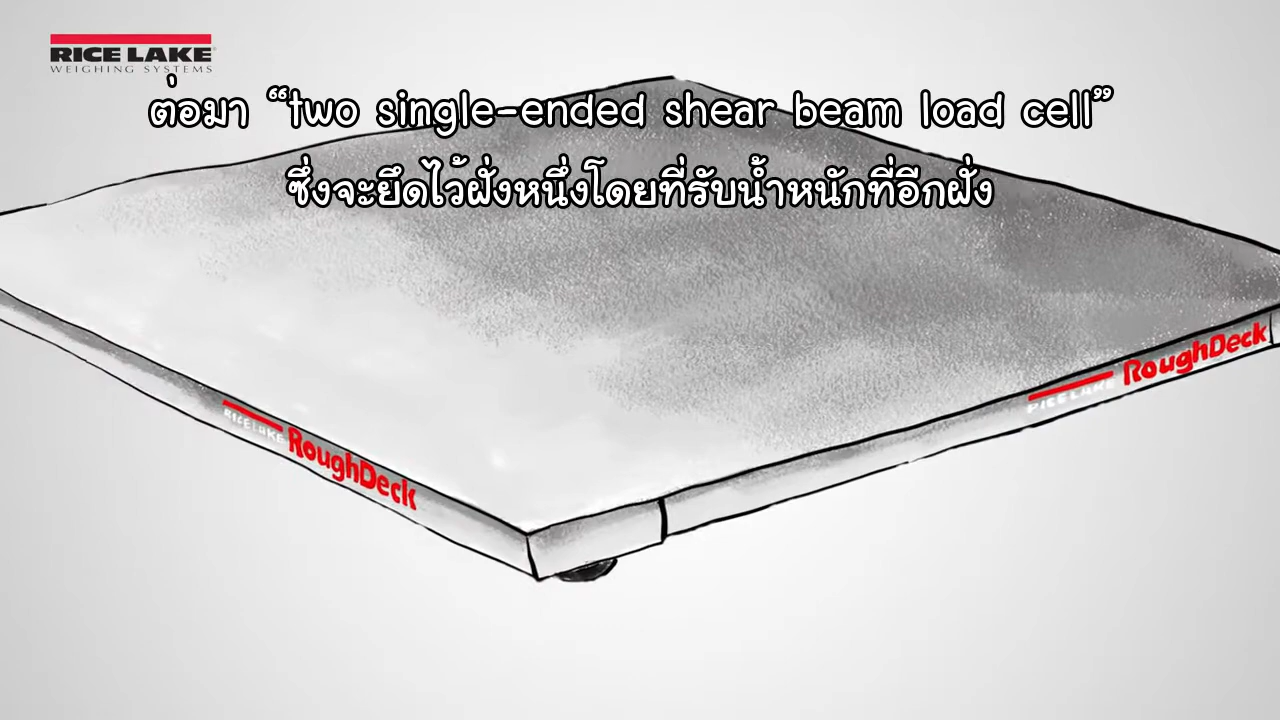 RICE LAKE
WEIGHING SYSTEMS
ต่อมา “two single-ended shear beam load cell”
ซึ่งจะยึดไว้ฝั่งหนึ่งโดยที่รับน้ำหนักที่อีกฝั่ง
RICE LAKE RoughDeck
RICE LAKE RoughDeck